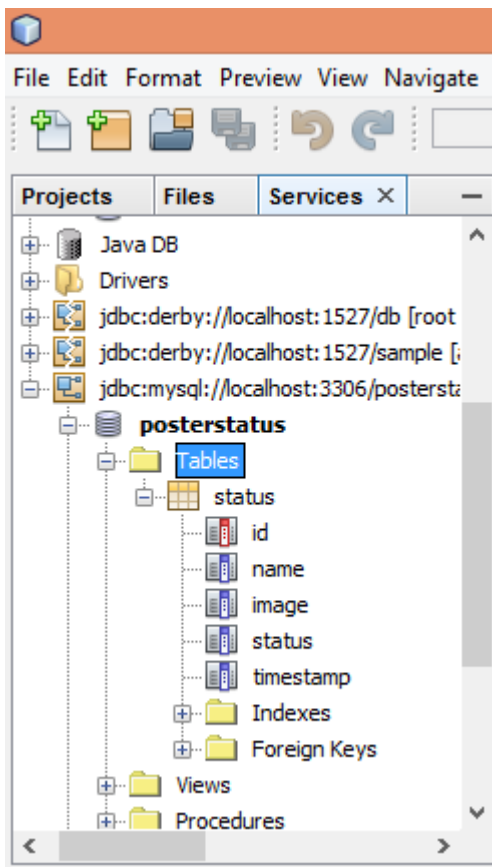 File Edit Format Preview View Navigate
Projects Files Services
Java DB
Drivers
jdbc:derby://localhost:1527/db [root
jdbc:derby://localhost:1527/sample [a
jdbc:mysql://localhost:3306/postersta
posterstatus
Tables
status
id
name
image
status
timestamp
Indexes
Foreign Keys
Views
Procedures